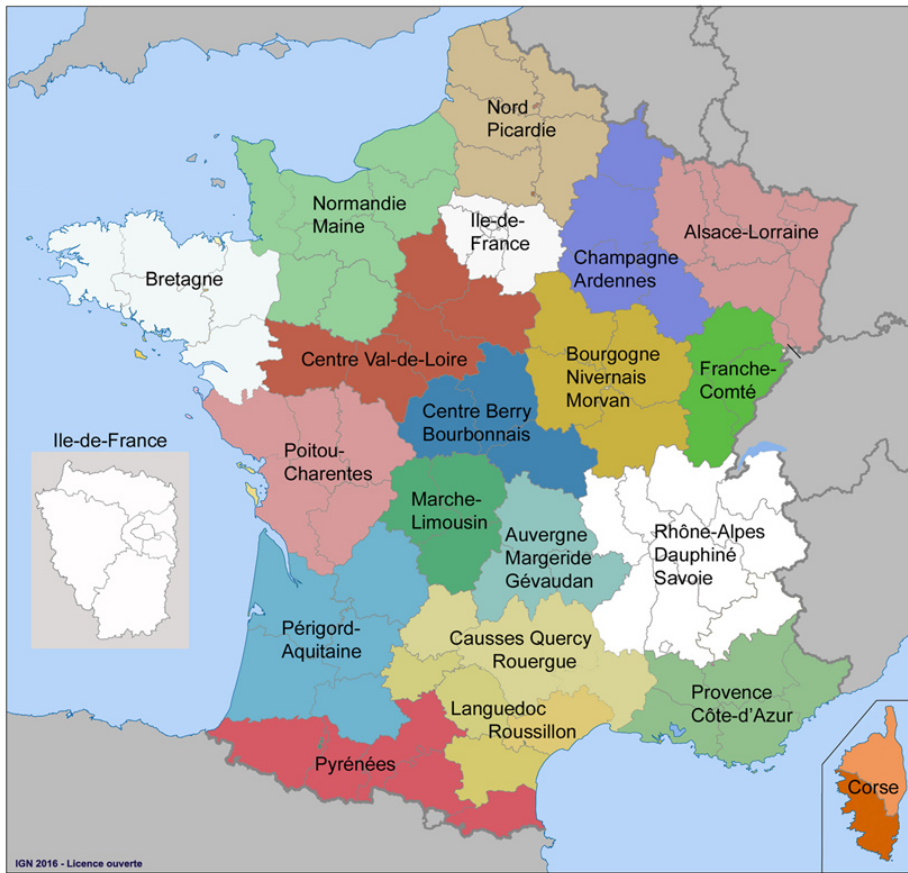 Nord
Picardie
Normandie
Maine
Ile-de-
France
Alsace-Lorraine
Champagne
Ardennes
Bretagne
Centre Val-de-Loire
Bourgogne
Nivernais
Morvan
Franche-
Comté
Centre Berry
Bourbonnais
Ile-de-France
Poitou-
Charentes
Marche-
Limousin
Auvergne
Margeride
Gévaudan
Rhône-Alpes
Dauphiné
Savoie
Périgord-
Aquitaine
Causses Quercy
Rouergue
Languedoc
Roussillon
Provence
Côte-d'Azur
Pyrénées
Corse
IGN 2016 - Licence ouverte